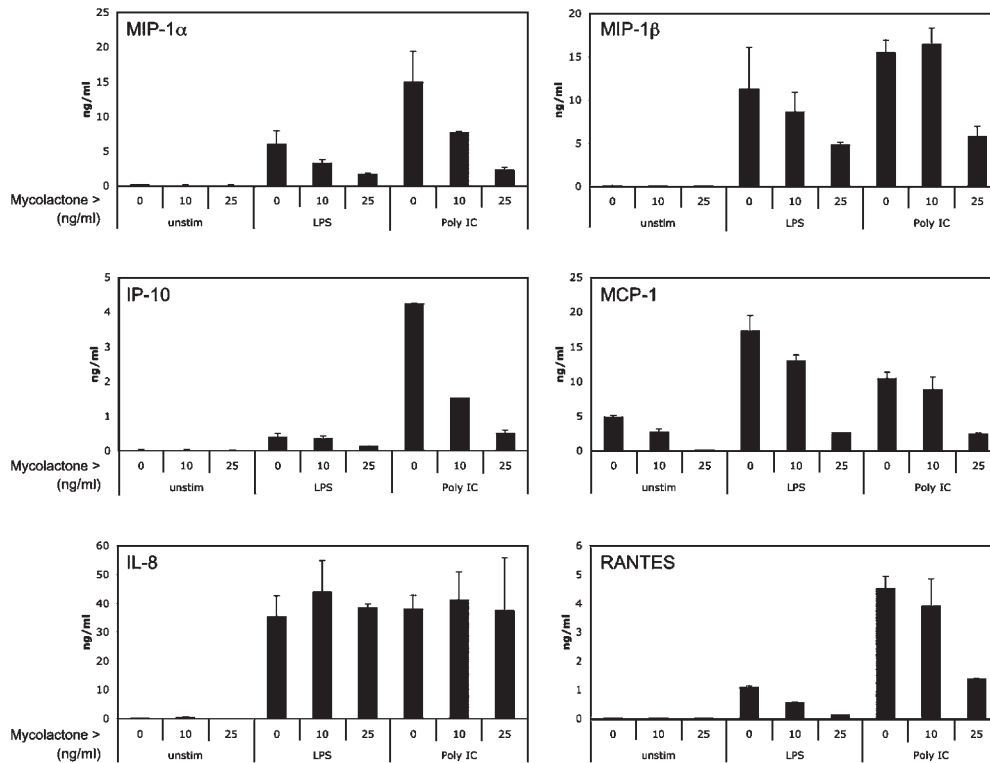 MIP-1α
25
20
15
10
5
0
ng/ml
Mycolactone >
(ng/ml)
0 10 25 0 10 25 0 10 25
unstim LPS Poly IC
MIP-1β
20
15
10
5
0
ng/ml
0 10 25 0 10 25 0 10 25
unstim LPS Poly IC
IP-10
5
4
3
2
1
0
ng/ml
Mycolactone >
(ng/ml)
0 10 25 0 10 25 0 10 25
unstim LPS Poly IC
MCP-1
25
20
15
10
5
0
ng/ml
0 10 25 0 10 25 0 10 25
unstim LPS Poly IC
IL-8
60
50
40
30
20
10
0
ng/ml
Mycolactone >
(ng/ml)
0 10 25 0 10 25 0 10 25
unstim LPS Poly IC
RANTES
6
5
4
3
2
1
0
ng/ml
0 10 25 0 10 25 0 10 25
unstim LPS Poly IC